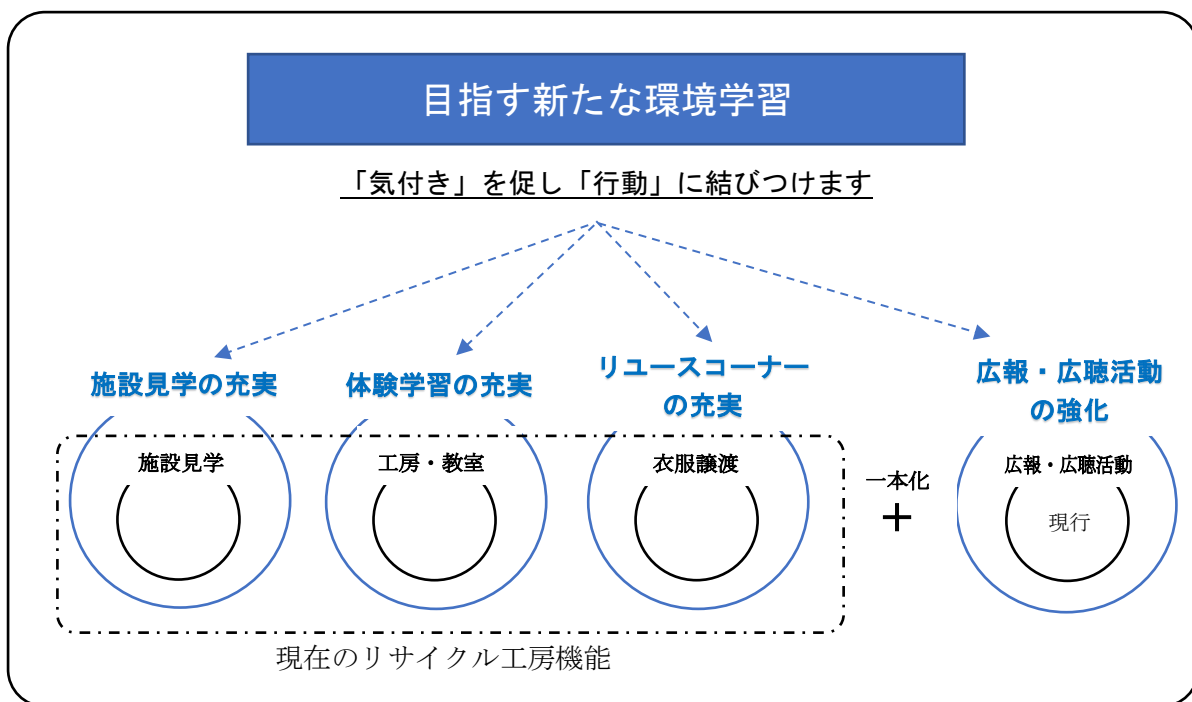 目指す新たな環境学習
「気付き」を促し「行動」に結びつけます
施設見学の充実
体験学習の充実
リユースコーナー
の充実
広報・広聴活動
の強化
施設見学
工房・教室
衣服譲渡
一本化
+
広報・広聴活動
現行
現在のリサイクル工房機能